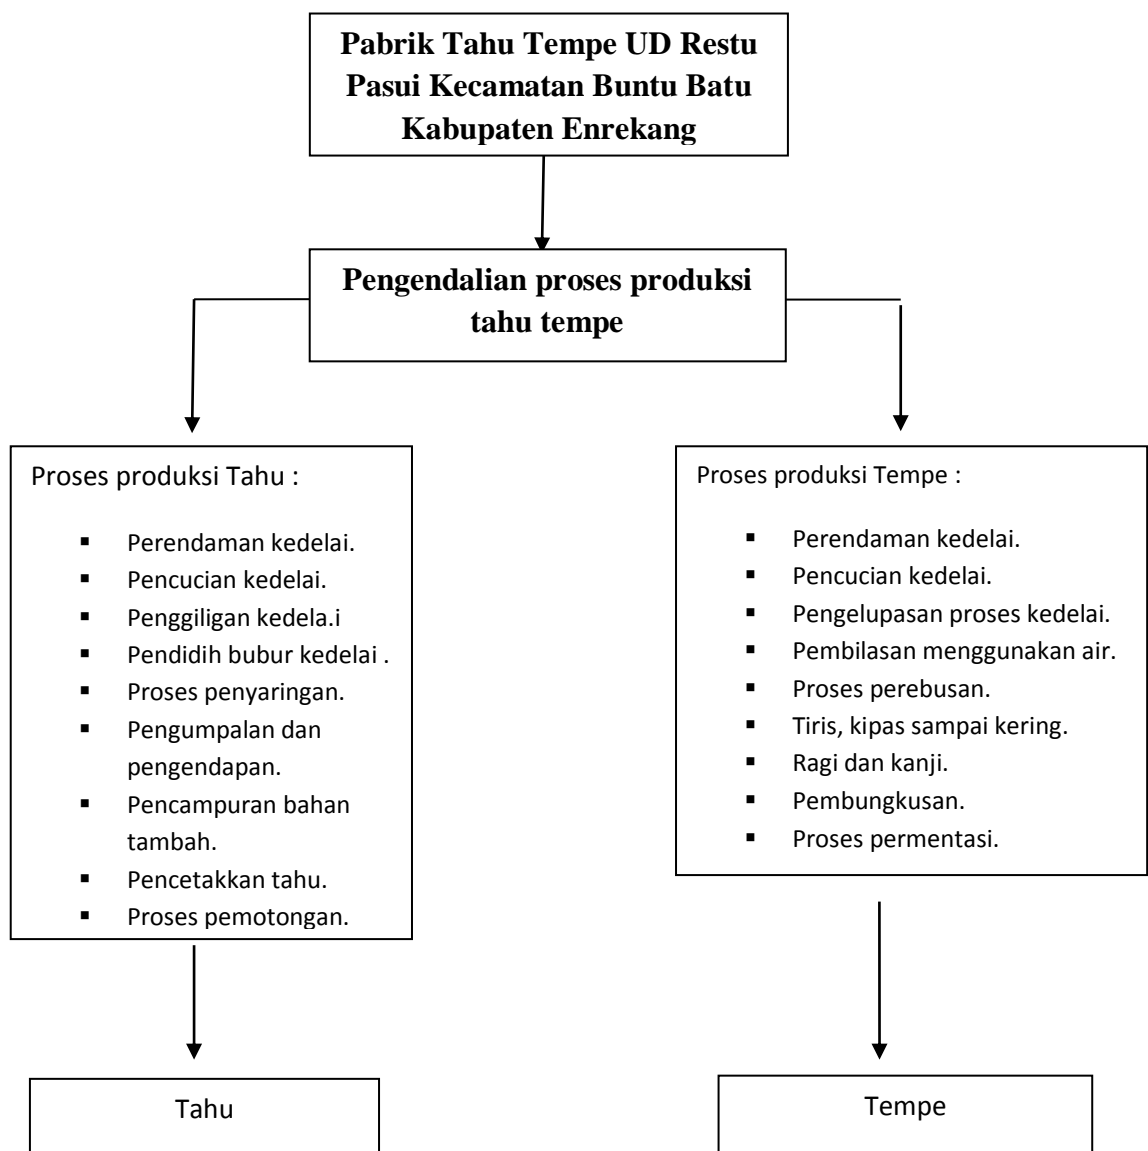 Pabrik Tahu Tempe UD Restu
Pasui Kecamatan Buntu Batu
Kabupaten Enrekang
Pengendalian proses produksi
tahu tempe
Proses produksi Tahu :
▪ Perendaman kedelai.
▪ Pencucian kedelai.
▪ Penggiligan kedela.i
▪ Pendidih bubur kedelai .
▪ Proses penyaringan.
▪ Pengumpalan dan
pengendapan.
▪ Pencampuran bahan
tambah.
▪ Pencetakkan tahu.
▪ Proses pemotongan.
Proses produksi Tempe :
▪ Perendaman kedelai.
▪ Pencucian kedelai.
▪ Pengelupasan proses kedelai.
▪ Pembilasan menggunakan air.
▪ Proses perebusan.
▪ Tiris, kipas sampai kering.
▪ Ragi dan kanji.
▪ Pembungkusan.
▪ Proses permentasi.
Tahu
Tempe